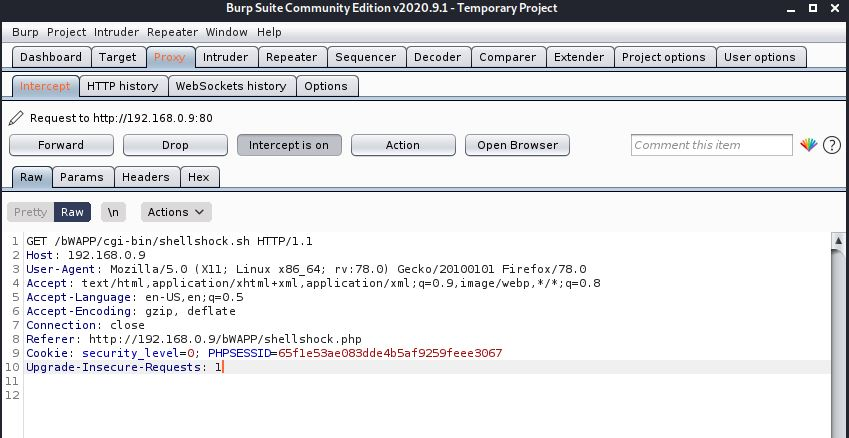 Burp Suite Community Edition v2020.9.1 - Temporary Project
Burp Project Intruder Repeater Window Help
Dashboard Target Proxy Intruder Repeater Sequencer Decoder Comparer Extender Project options User options
Intercept HTTP history WebSockets history Options
Request to http://192.168.0.9:80
Forward Drop Intercept is on Action Open Browser Comment this item ?
Raw Params Headers Hex
Pretty Raw \n Actions
1 GET /bWAPP/cgi-bin/shellshock.sh HTTP/1.1
2 Host: 192.168.0.9
3 User-Agent: Mozilla/5.0 (X11; Linux x86_64; rv:78.0) Gecko/20100101 Firefox/78.0
4 Accept: text/html,application/xhtml+xml,application/xml;q=0.9,image/webp,*/*;q=0.8
5 Accept-Language: en-US,en;q=0.5
6 Accept-Encoding: gzip, deflate
7 Connection: close
8 Referer: http://192.168.0.9/bWAPP/shellshock.php
9 Cookie: security_level=0; PHPSESSID=65f1e53ae083dde4b5af9259feee3067
10 Upgrade-Insecure-Requests: 1
11
12